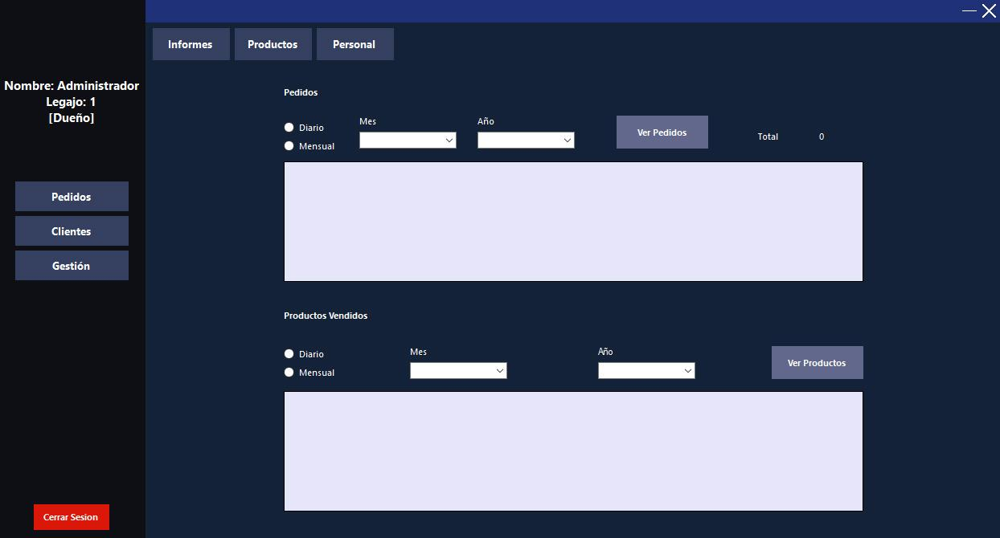 Nombre: Administrador
Legajo: 1
[Dueño]
Pedidos
Clientes
Gestión
Cerrar Sesion
Informes Productos Personal
Pedidos
Diario
Mensual
Mes
Año
Ver Pedidos
Total 0
Productos Vendidos
Diario
Mensual
Mes
Año
Ver Productos